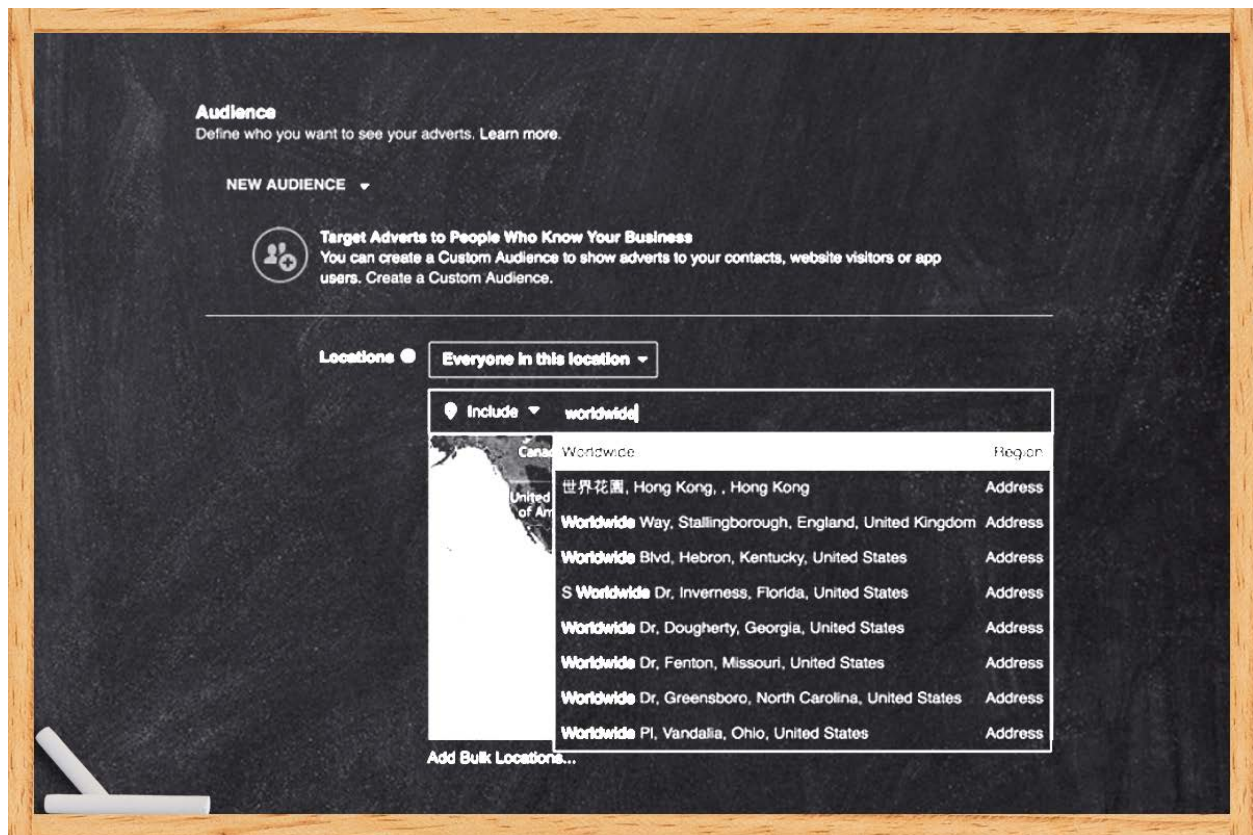 Audience
Define who you want to see your adverts. Learn more.
NEW AUDIENCE
Target Adverts to People Who Know Your Business
You can create a Custom Audience to show adverts to your contacts, website visitors or app
users. Create a Custom Audience.
Locations Everyone in this location
Include worldwide
Worldwide Region
世界花園, Hong Kong, , Hong Kong Address
Worldwide Way, Stallingborough, England, United Kingdom Address
Worldwide Blvd, Hebron, Kentucky, United States Address
S Worldwide Dr, Inverness, Florida, United States Address
Worldwide Dr, Dougherty, Georgia, United States Address
Worldwide Dr, Fenton, Missouri, United States Address
Worldwide Dr, Greensboro, North Carolina, United States Address
Worldwide Pl, Vandalia, Ohio, United States Address
United
Add Bulk Locations...